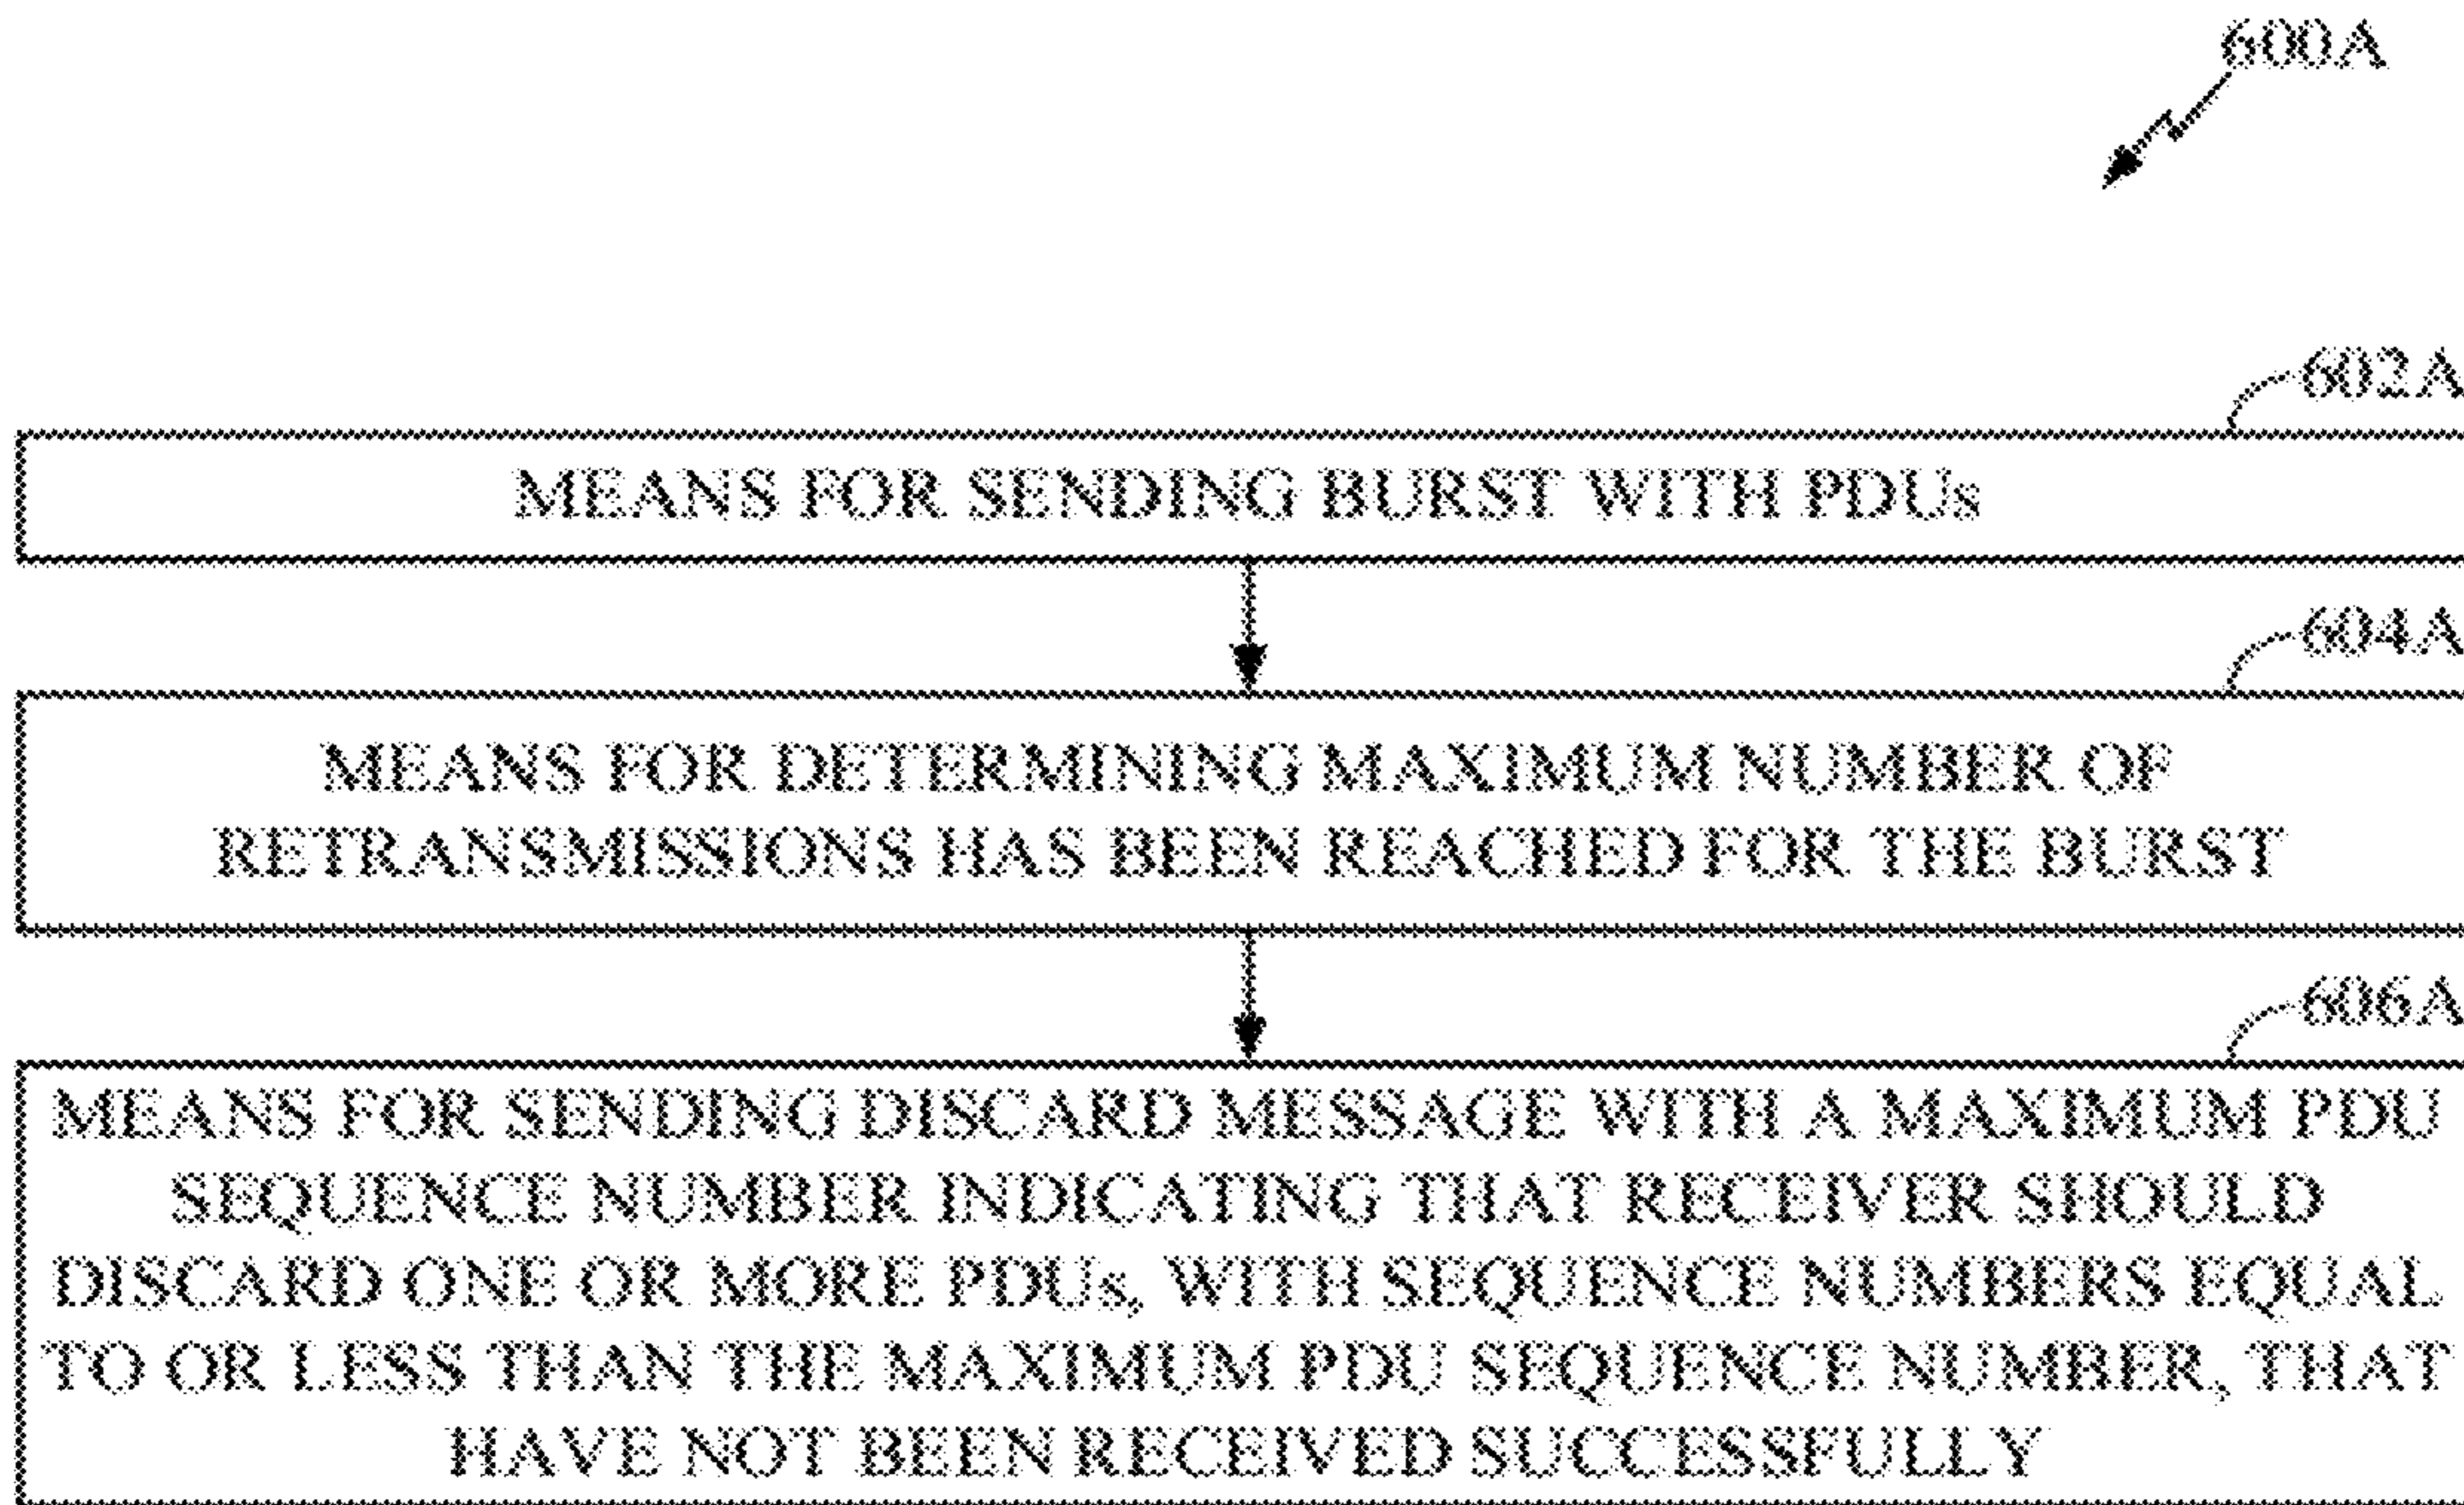 600A
602A
MEANS FOR SENDING BURST WITH PDUs
604A
MEANS FOR DETERMINING MAXIMUM NUMBER OF
RETRANSMISSIONS HAS BEEN REACHED FOR THE BURST
606A
MEANS FOR SENDING DISCARD MESSAGE WITH A MAXIMUM PDU
SEQUENCE NUMBER INDICATING THAT RECEIVER SHOULD
DISCARD ONE OR MORE PDUs, WITH SEQUENCE NUMBERS EQUAL
TO OR LESS THAN THE MAXIMUM PDU SEQUENCE NUMBER, THAT
HAVE NOT BEEN RECEIVED SUCCESSFULLY